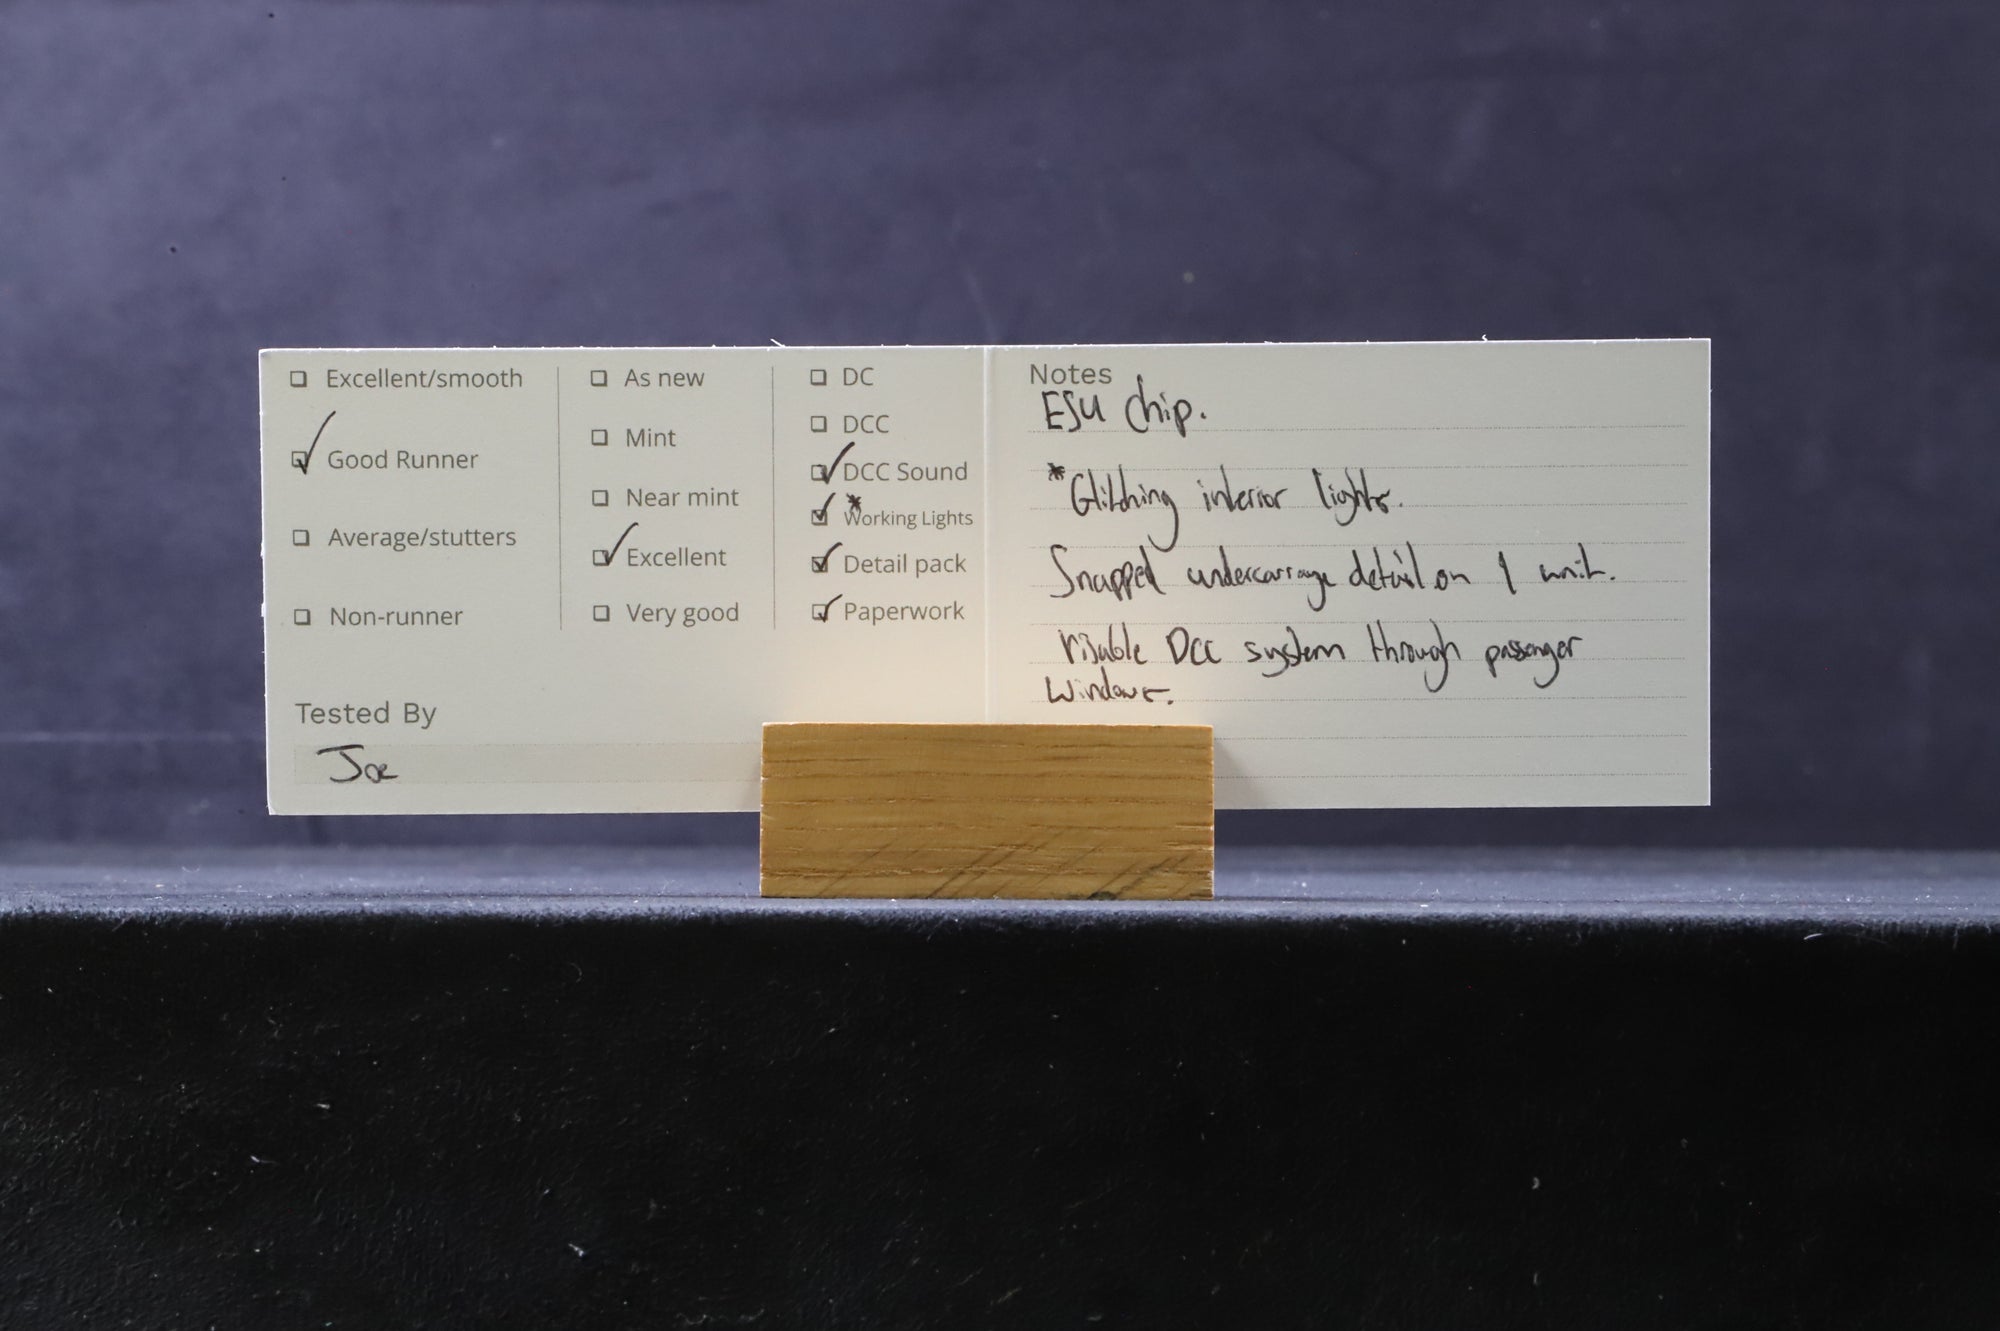 ☐ Excellent/smooth
☑ Good Runner
☐ Average/stutters
☐ Non-runner
☐ As new
☐ Mint
☐ Near mint
☑ Excellent
☐ Very good
☐ DC
☐ DCC
☑ DCC Sound
☑ *Working Lights
☑ Detail pack
☑ Paperwork
Tested By
Joe
Notes
ESU chip.
*Glitching interior lights.
Snapped undercarrage detail on 1 unit.
Visable DCC system through passenger
Windows.